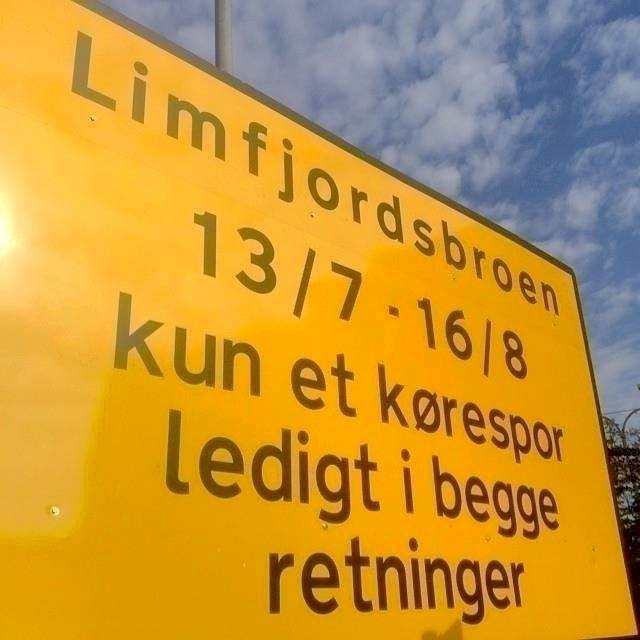 Limfjordsbroen
13/7 - 16/8
kun et kørespor
ledigt i begge
retninger